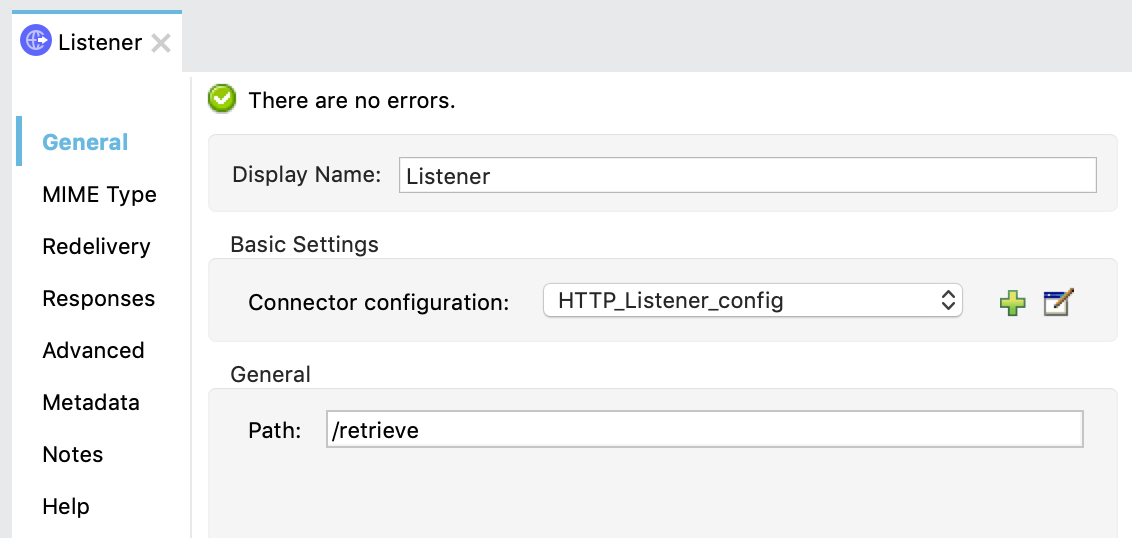 Listener
There are no errors.
General
MIME Type
Redelivery
Responses
Advanced
Metadata
Notes
Help
Display Name: Listener
Basic Settings
Connector configuration: HTTP_Listener_config
General
Path: /retrieve